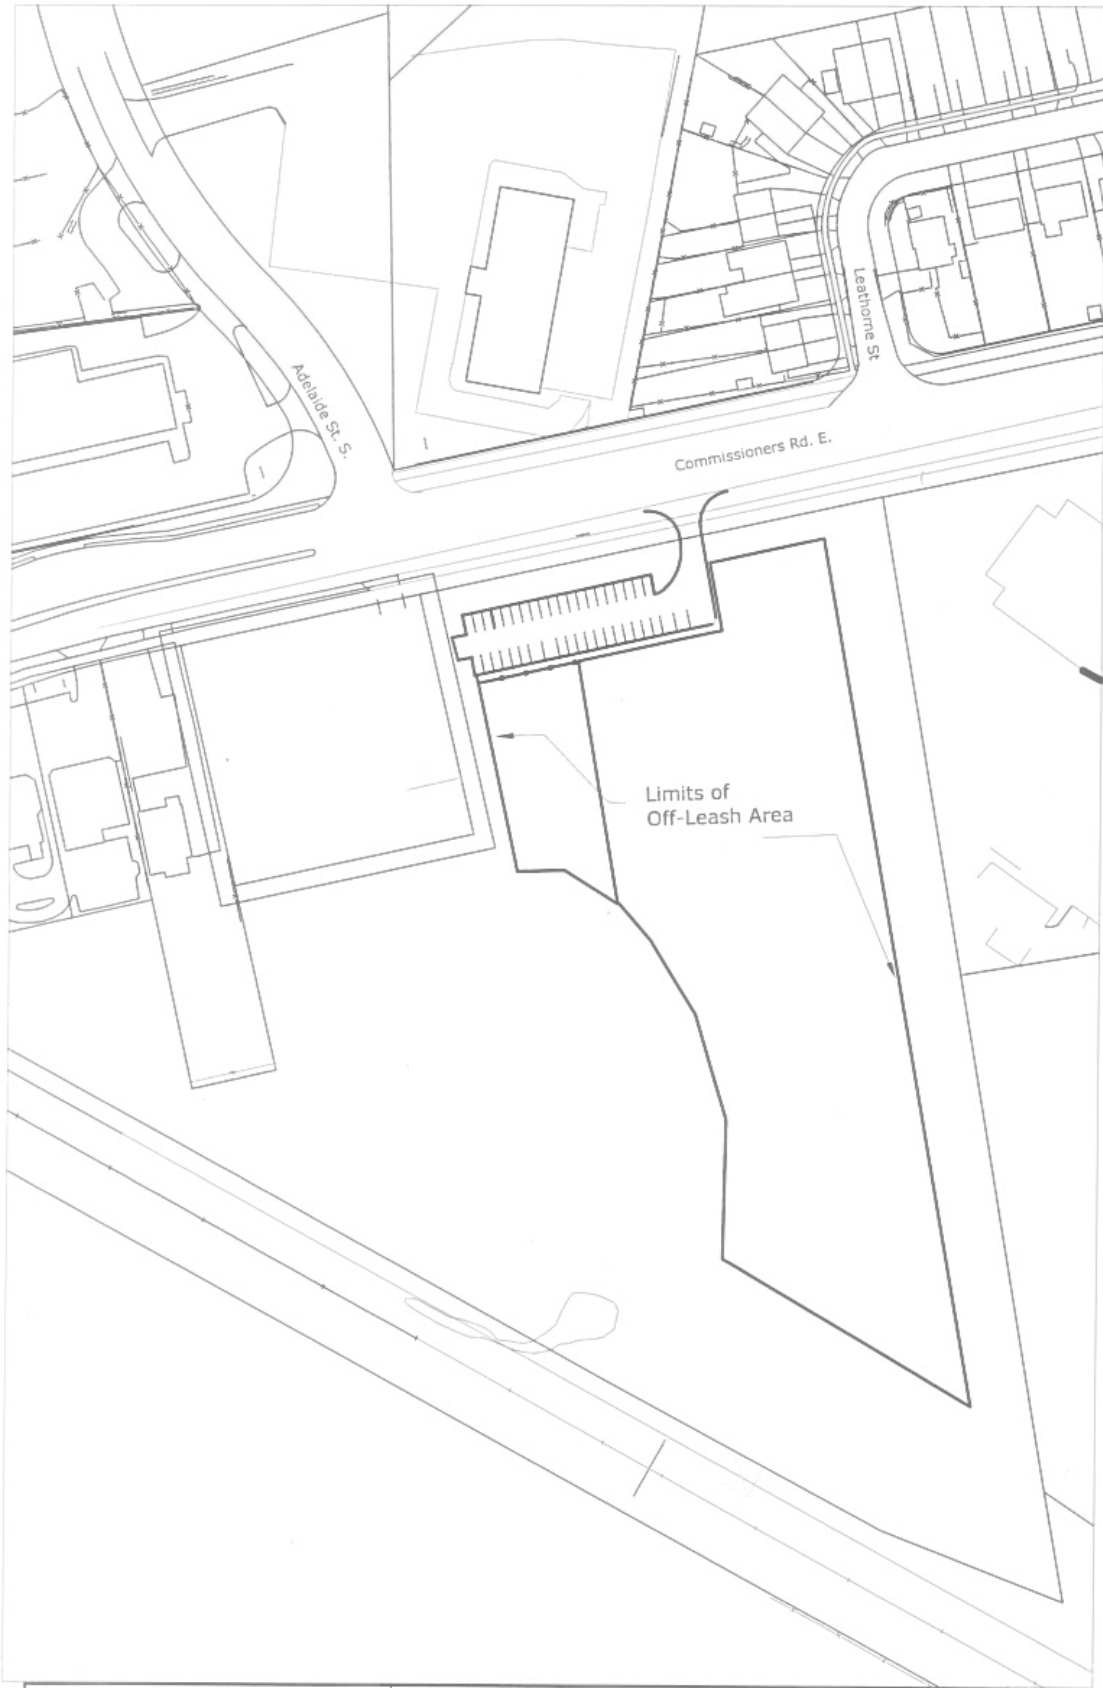 Leathorne St
Adelaide St. S.
Commissioners Rd. E.
Limits of
Off-Leash Area